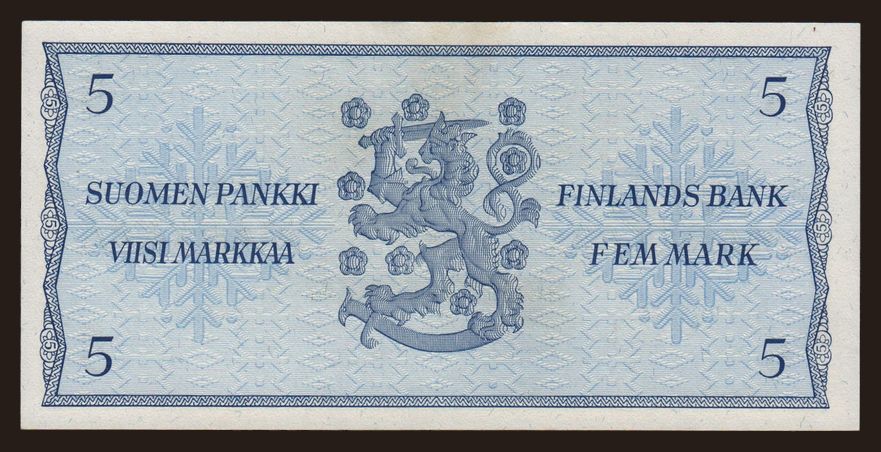 5
5
SUOMEN PANKKI
FINLANDS BANK
VIISI MARKKAA
FEM MARK
5
5